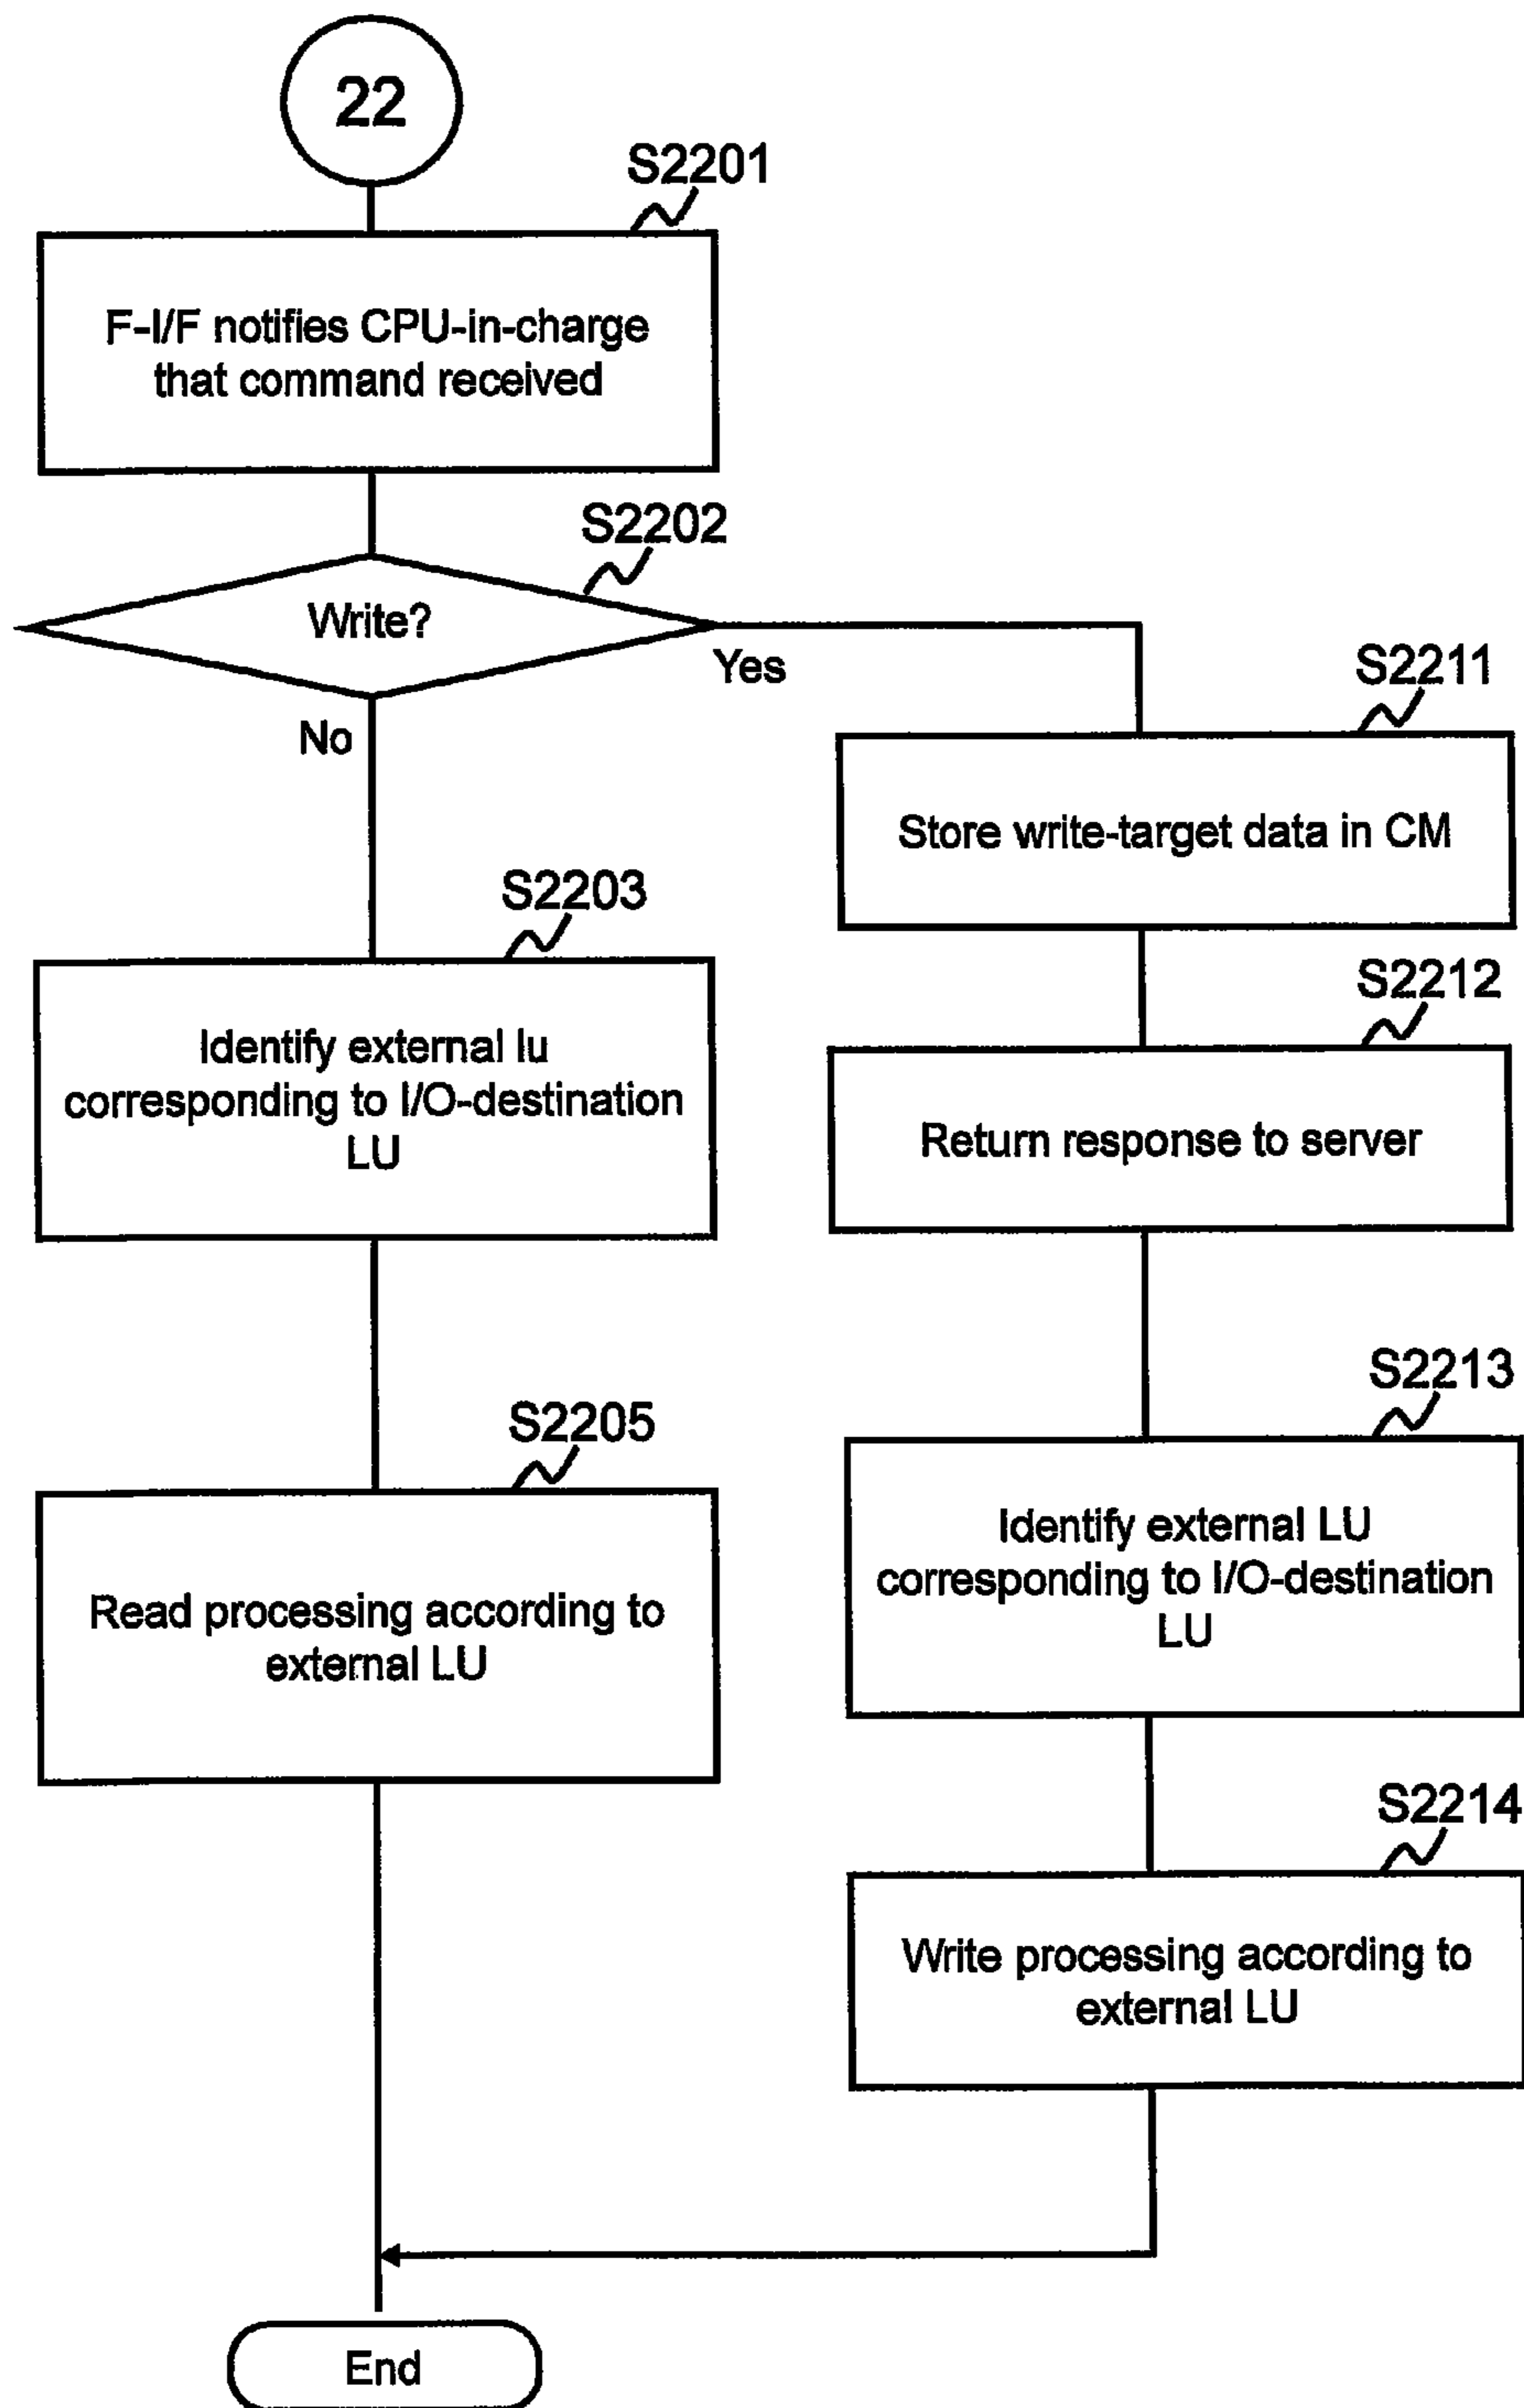 22
S2201
F-I/F notifies CPU-in-charge
that command received
S2202
Write?
Yes
No
S2211
Store write-target data in CM
S2203
Identify external lu
corresponding to I/O-destination
LU
S2212
Return response to server
S2213
Identify external LU
corresponding to I/O-destination
LU
S2205
Read processing according to
external LU
S2214
Write processing according to
external LU
End